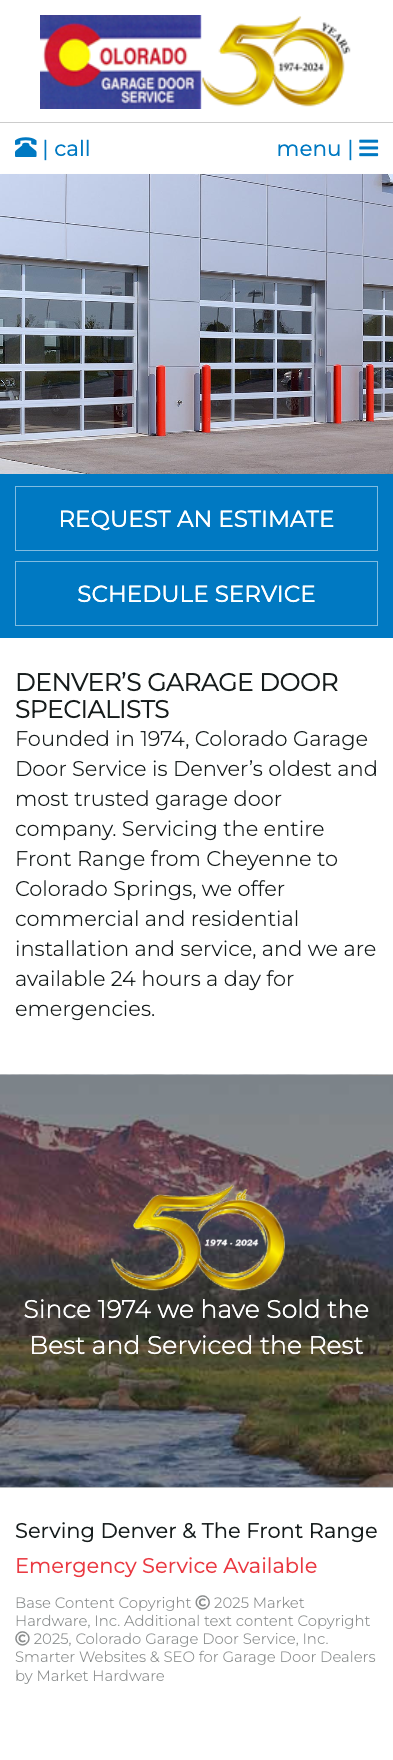 COLORADO
GARAGE DOOR
SERVICE
50 YEARS
1974-2024
| call
menu |
REQUEST AN ESTIMATE
SCHEDULE SERVICE
DENVER’S GARAGE DOOR
SPECIALISTS
Founded in 1974, Colorado Garage
Door Service is Denver’s oldest and
most trusted garage door
company. Servicing the entire
Front Range from Cheyenne to
Colorado Springs, we offer
commercial and residential
installation and service, and we are
available 24 hours a day for
emergencies.
50
1974 - 2024
Since 1974 we have Sold the
Best and Serviced the Rest
Serving Denver & The Front Range
Emergency Service Available
Base Content Copyright © 2025 Market
Hardware, Inc. Additional text content Copyright
© 2025, Colorado Garage Door Service, Inc.
Smarter Websites & SEO for Garage Door Dealers
by Market Hardware